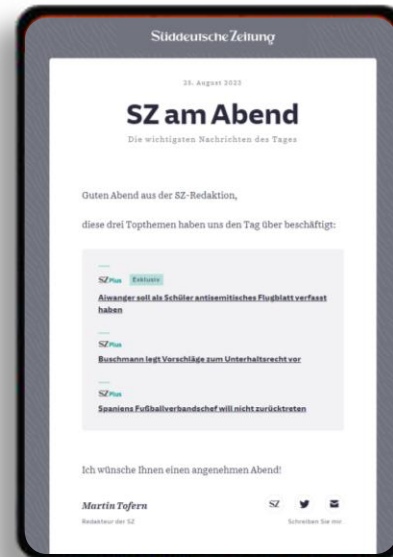 Süddeutsche Zeitung
25. August 2023
SZ am Abend
Die wichtigsten Nachrichten des Tages
Guten Abend aus der SZ-Redaktion,
diese drei Topthemen haben uns den Tag über beschäftigt:
SZ Plus Exklusiv
Aiwanger soll als Schüler antisemitisches Flugblatt verfasst
haben
SZ Plus
Buschmann legt Vorschläge zum Unterhaltsrecht vor
SZ Plus
Spaniens Fußballverbandschef will nicht zurücktreten
Ich wünsche Ihnen einen angenehmen Abend!
Martin Tofern
SZ
Redakteur der SZ
Schreiben Sie mir